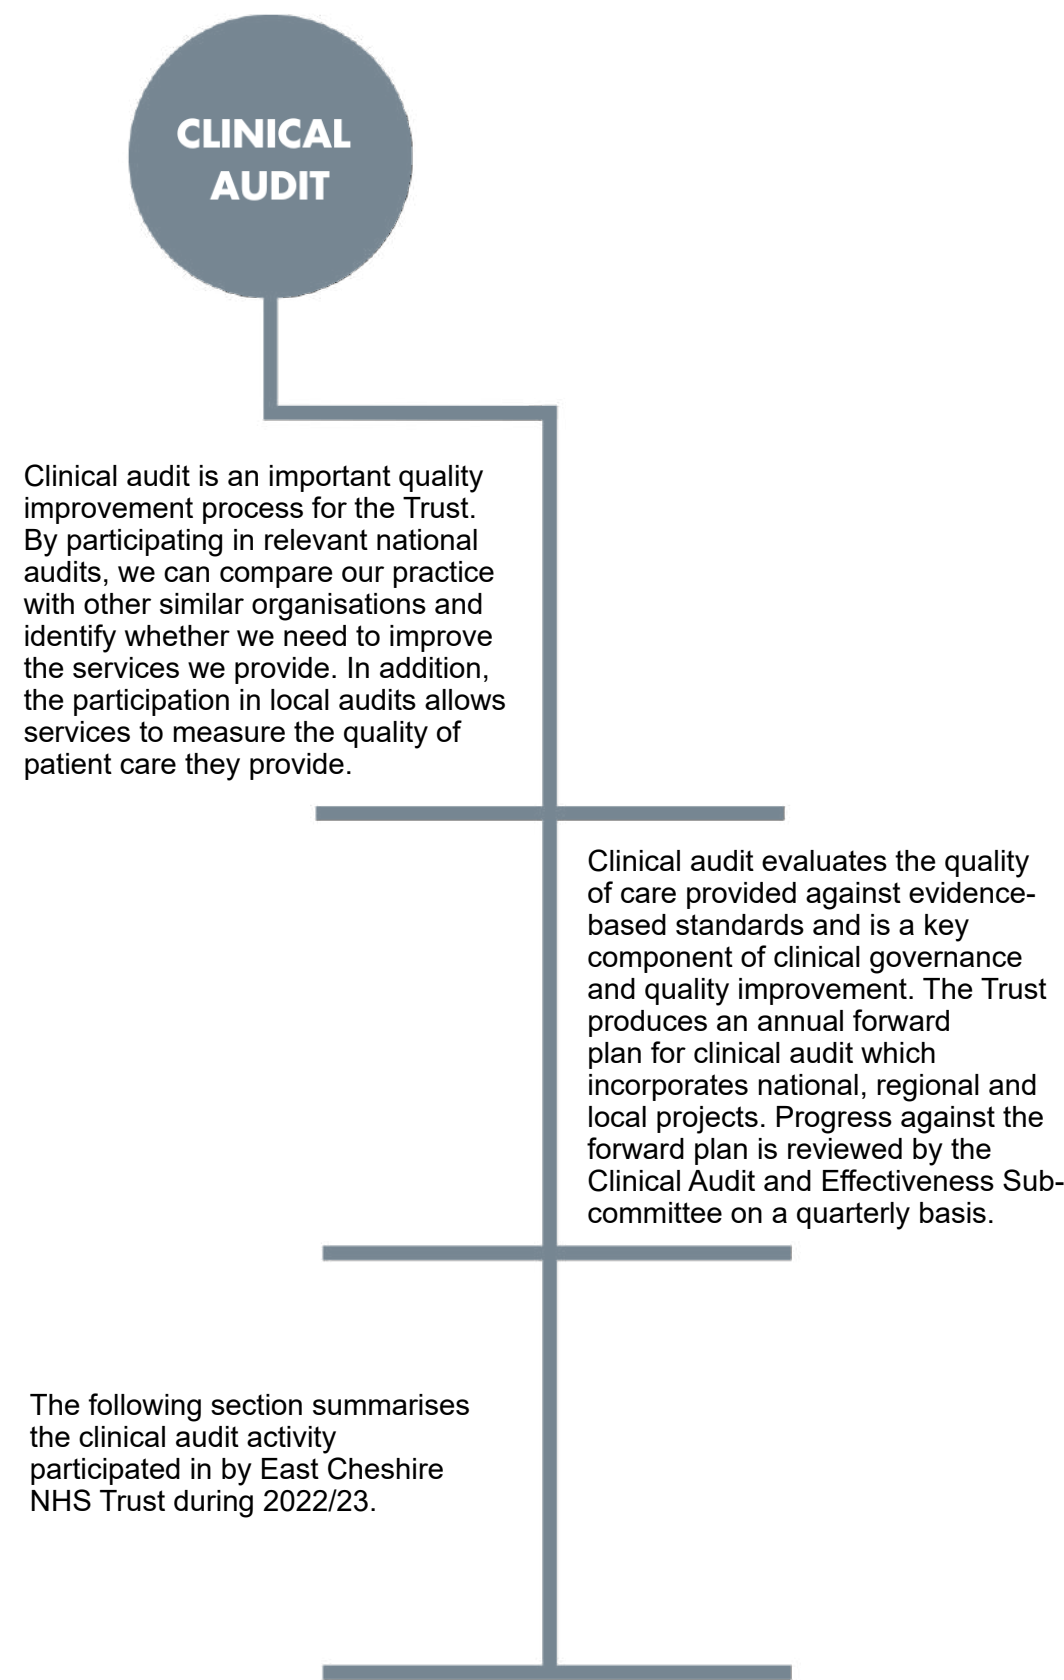 CLINICAL
AUDIT
Clinical audit is an important quality
improvement process for the Trust.
By participating in relevant national
audits, we can compare our practice
with other similar organisations and
identify whether we need to improve
the services we provide. In addition,
the participation in local audits allows
services to measure the quality of
patient care they provide.
Clinical audit evaluates the quality
of care provided against evidence-
based standards and is a key
component of clinical governance
and quality improvement. The Trust
produces an annual forward
plan for clinical audit which
incorporates national, regional and
local projects. Progress against the
forward plan is reviewed by the
Clinical Audit and Effectiveness Sub-
committee on a quarterly basis.
The following section summarises
the clinical audit activity
participated in by East Cheshire
NHS Trust during 2022/23.